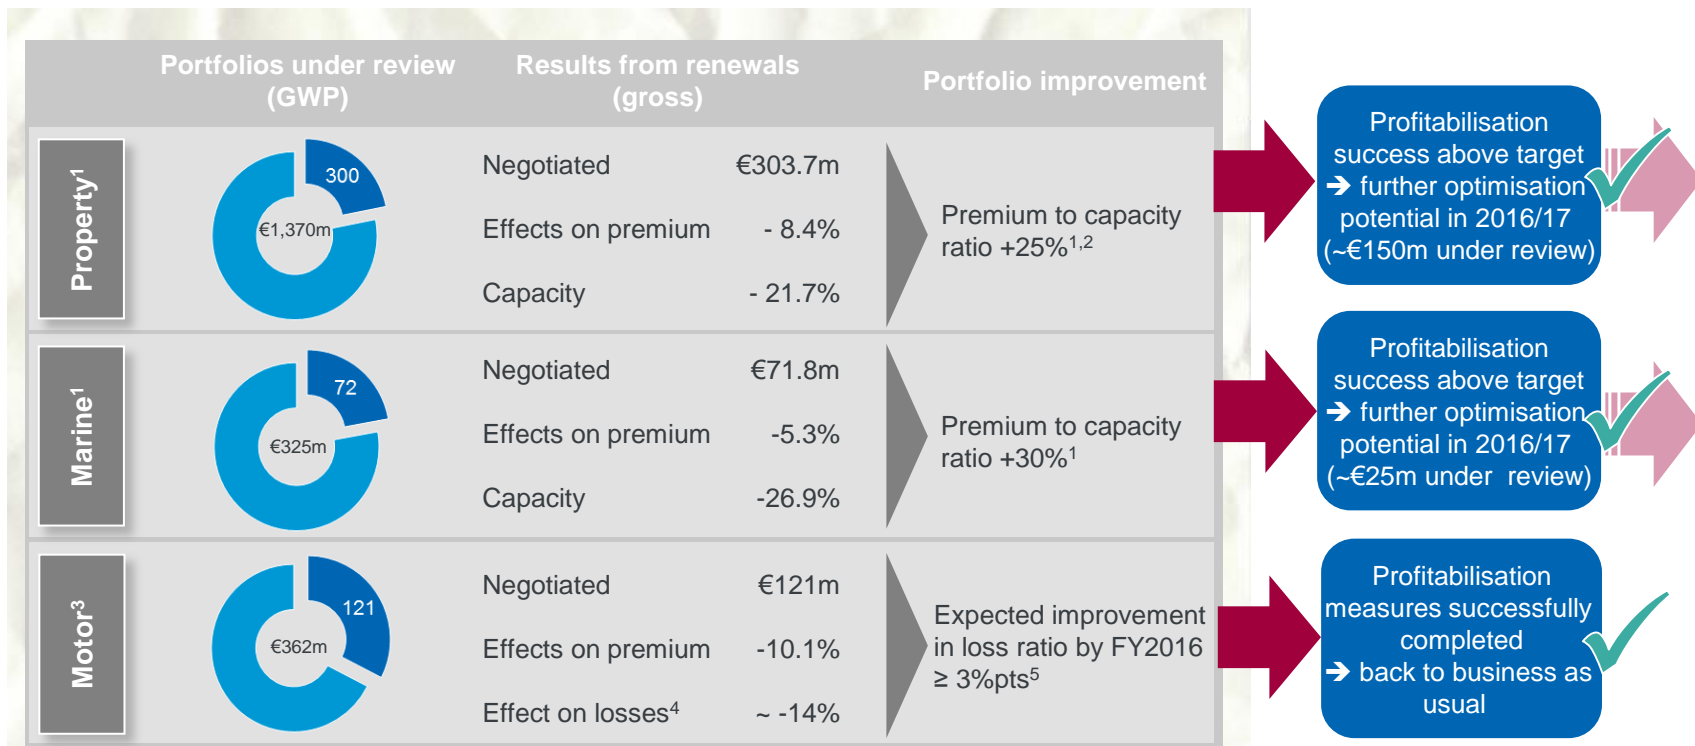 Portfolios under review
(GWP)
Results from renewals
(gross)
Portfolio improvement
Property1
300
€1,370m
Negotiated €303.7m
Effects on premium - 8.4%
Capacity - 21.7%
Premium to capacity
ratio +25%1,2
Profitabilisation
success above target
➔ further optimisation
potential in 2016/17
(~€150m under review)
Marine1
72
€325m
Negotiated €71.8m
Effects on premium -5.3%
Capacity -26.9%
Premium to capacity
ratio +30%1
Profitabilisation
success above target
➔ further optimisation
potential in 2016/17
(~€25m under review)
Motor3
121
€362m
Negotiated €121m
Effects on premium -10.1%
Effect on losses4 ~ -14%
Expected improvement
in loss ratio by FY2016
≥ 3%pts5
Profitabilisation
measures successfully
completed
➔ back to business as
usual